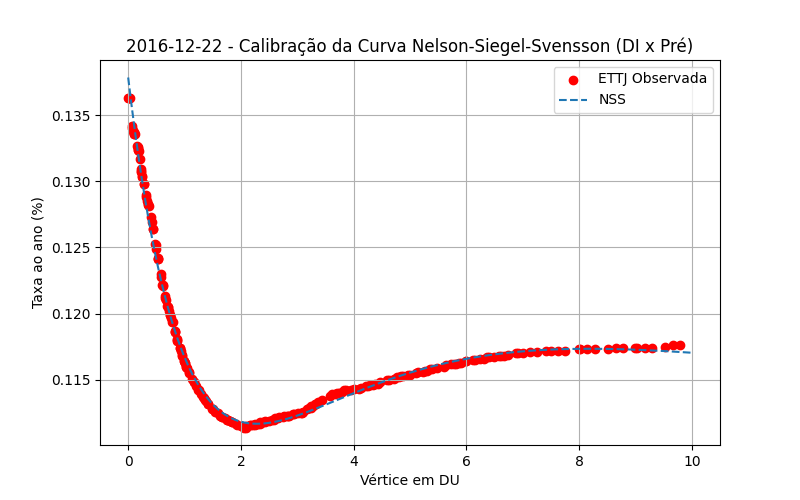 2016-12-22 - Calibração da Curva Nelson-Siegel-Svensson (DI x Pré)
ETTJ Observada
NSS
Taxa ao ano (%)
0.135
0.130
0.125
0.120
0.115
0 2 4 6 8 10
Vértice em DU